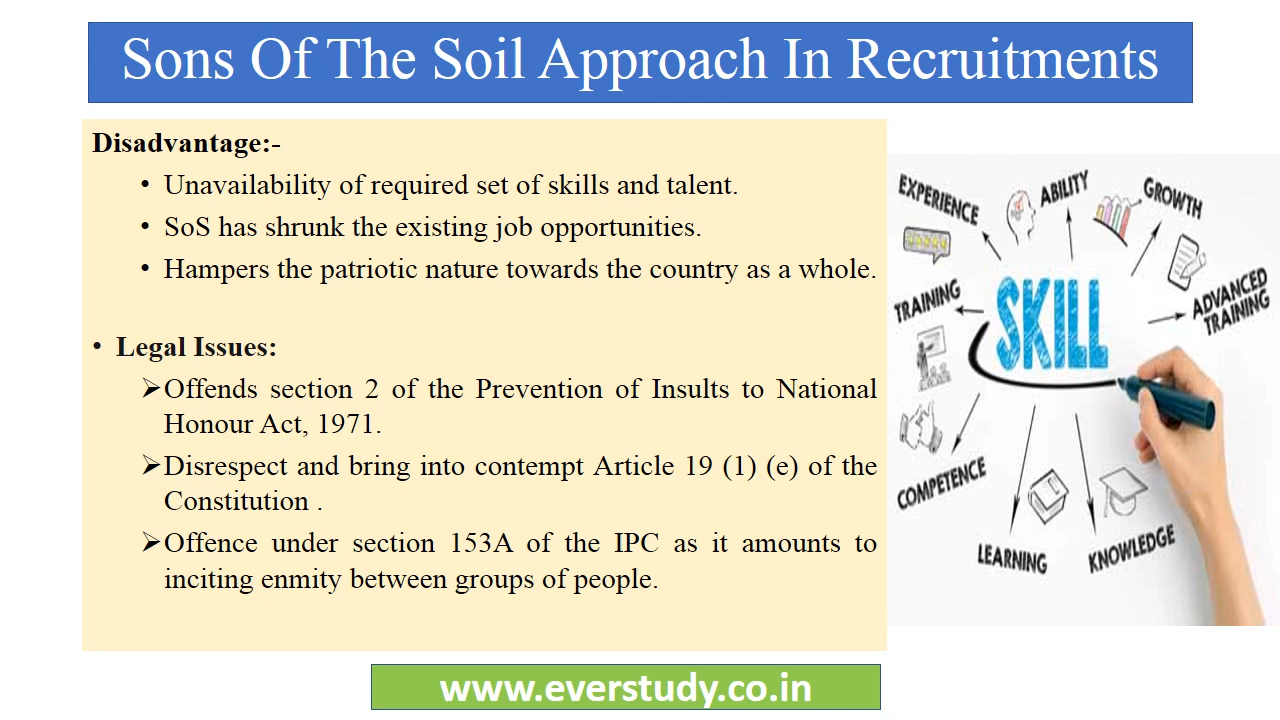 Sons Of The Soil Approach In Recruitments
Disadvantage:-
• Unavailability of required set of skills and talent.
• SoS has shrunk the existing job opportunities.
• Hampers the patriotic nature towards the country as a whole.
• Legal Issues:
➢Offends section 2 of the Prevention of Insults to National
Honour Act, 1971.
➢Disrespect and bring into contempt Article 19 (1) (e) of the
Constitution .
➢Offence under section 153A of the IPC as it amounts to
inciting enmity between groups of people.
EXPERIENCE
ABILITY
GROWTH
TRAINING
SKILL
ADVANCED
TRAINING
COMPETENCE
LEARNING
KNOWLEDGE
www.everstudy.co.in